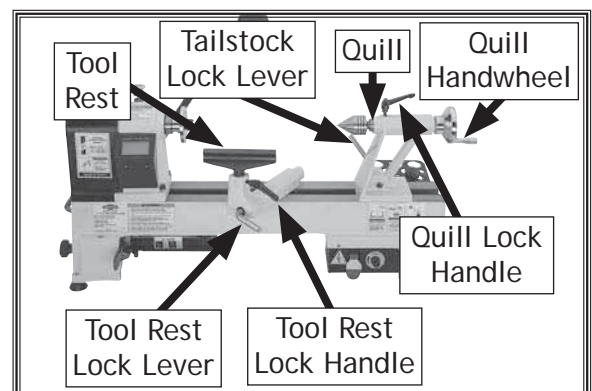 Tool
Rest
Tailstock
Lock Lever
Quill
Quill
Handwheel
Quill Lock
Handle
Tool Rest
Lock Lever
Tool Rest
Lock Handle